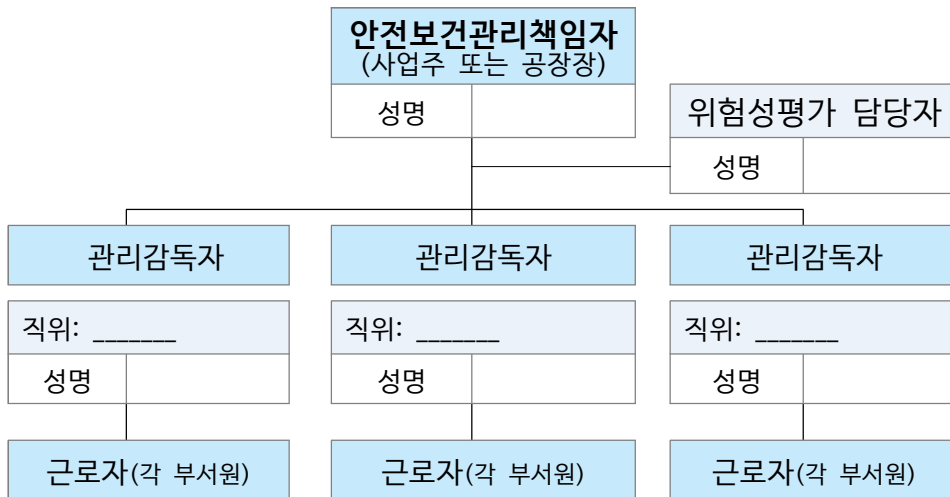 안전보건관리책임자
(사업주 또는 공장장)
성명
위험성평가 담당자
성명
관리감독자
관리감독자
관리감독자
직위: _______
직위: _______
직위: _______
성명
성명
성명
근로자(각 부서원)
근로자(각 부서원)
근로자(각 부서원)